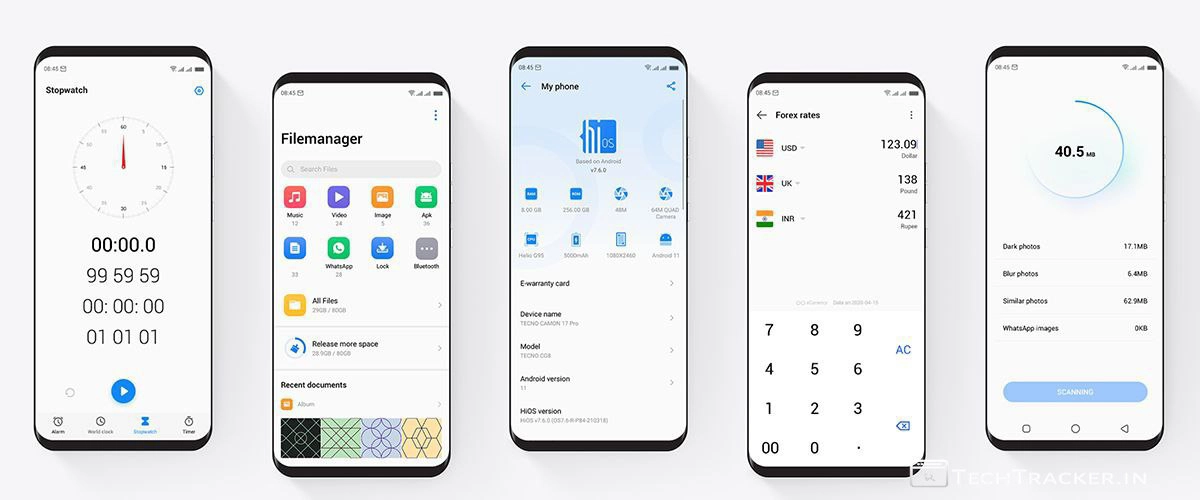 08:45
Stopwatch
60
5
15
30
45
00:00.0
99 59 59
00: 00: 00
01 01 01
Alarm
World clock
Stopwatch
Timer
08:45
Filemanager
Search Files
Music
12
Video
24
Image
5
Apk
36
33
WhatsApp
28
Lock
Bluetooth
All Files
29GB / 80GB
Release more space
28.9GB / 80GB
Recent documents
Album
08:45
My phone
hi OS
Based on Android
v7.6.0
RAM
8.00 GB
ROM
256.00 GB
48M
64M QUAD
Camera
CPU
Helio G95
5000mAh
1080X2460
Android 11
E-warranty card
Device name
TECNO CAMON 17 Pro
Model
TECNO CG8
Android version
11
HiOS version
HiOS v7.6.0 (OS7-6-R-P84-210318)
08:45
Forex rates
USD
123.09
Dollar
UK
138
Pound
INR
421
Rupee
Data on 2020-04-15
7 8 9
AC
4 5 6
1 2 3
00 0 .
08:45
40.5 MB
Dark photos 17.1MB
Blur photos 6.4MB
Similar photos 62.9MB
WhatsApp images 0KB
SCANNING
TECHTRACKER.IN